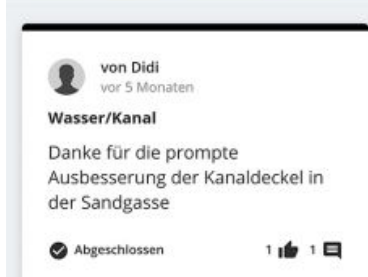 von Didi
vor 5 Monaten
Wasser/Kanal
Danke für die prompte
Ausbesserung der Kanaldeckel in
der Sandgasse
Abgeschlossen 1 1